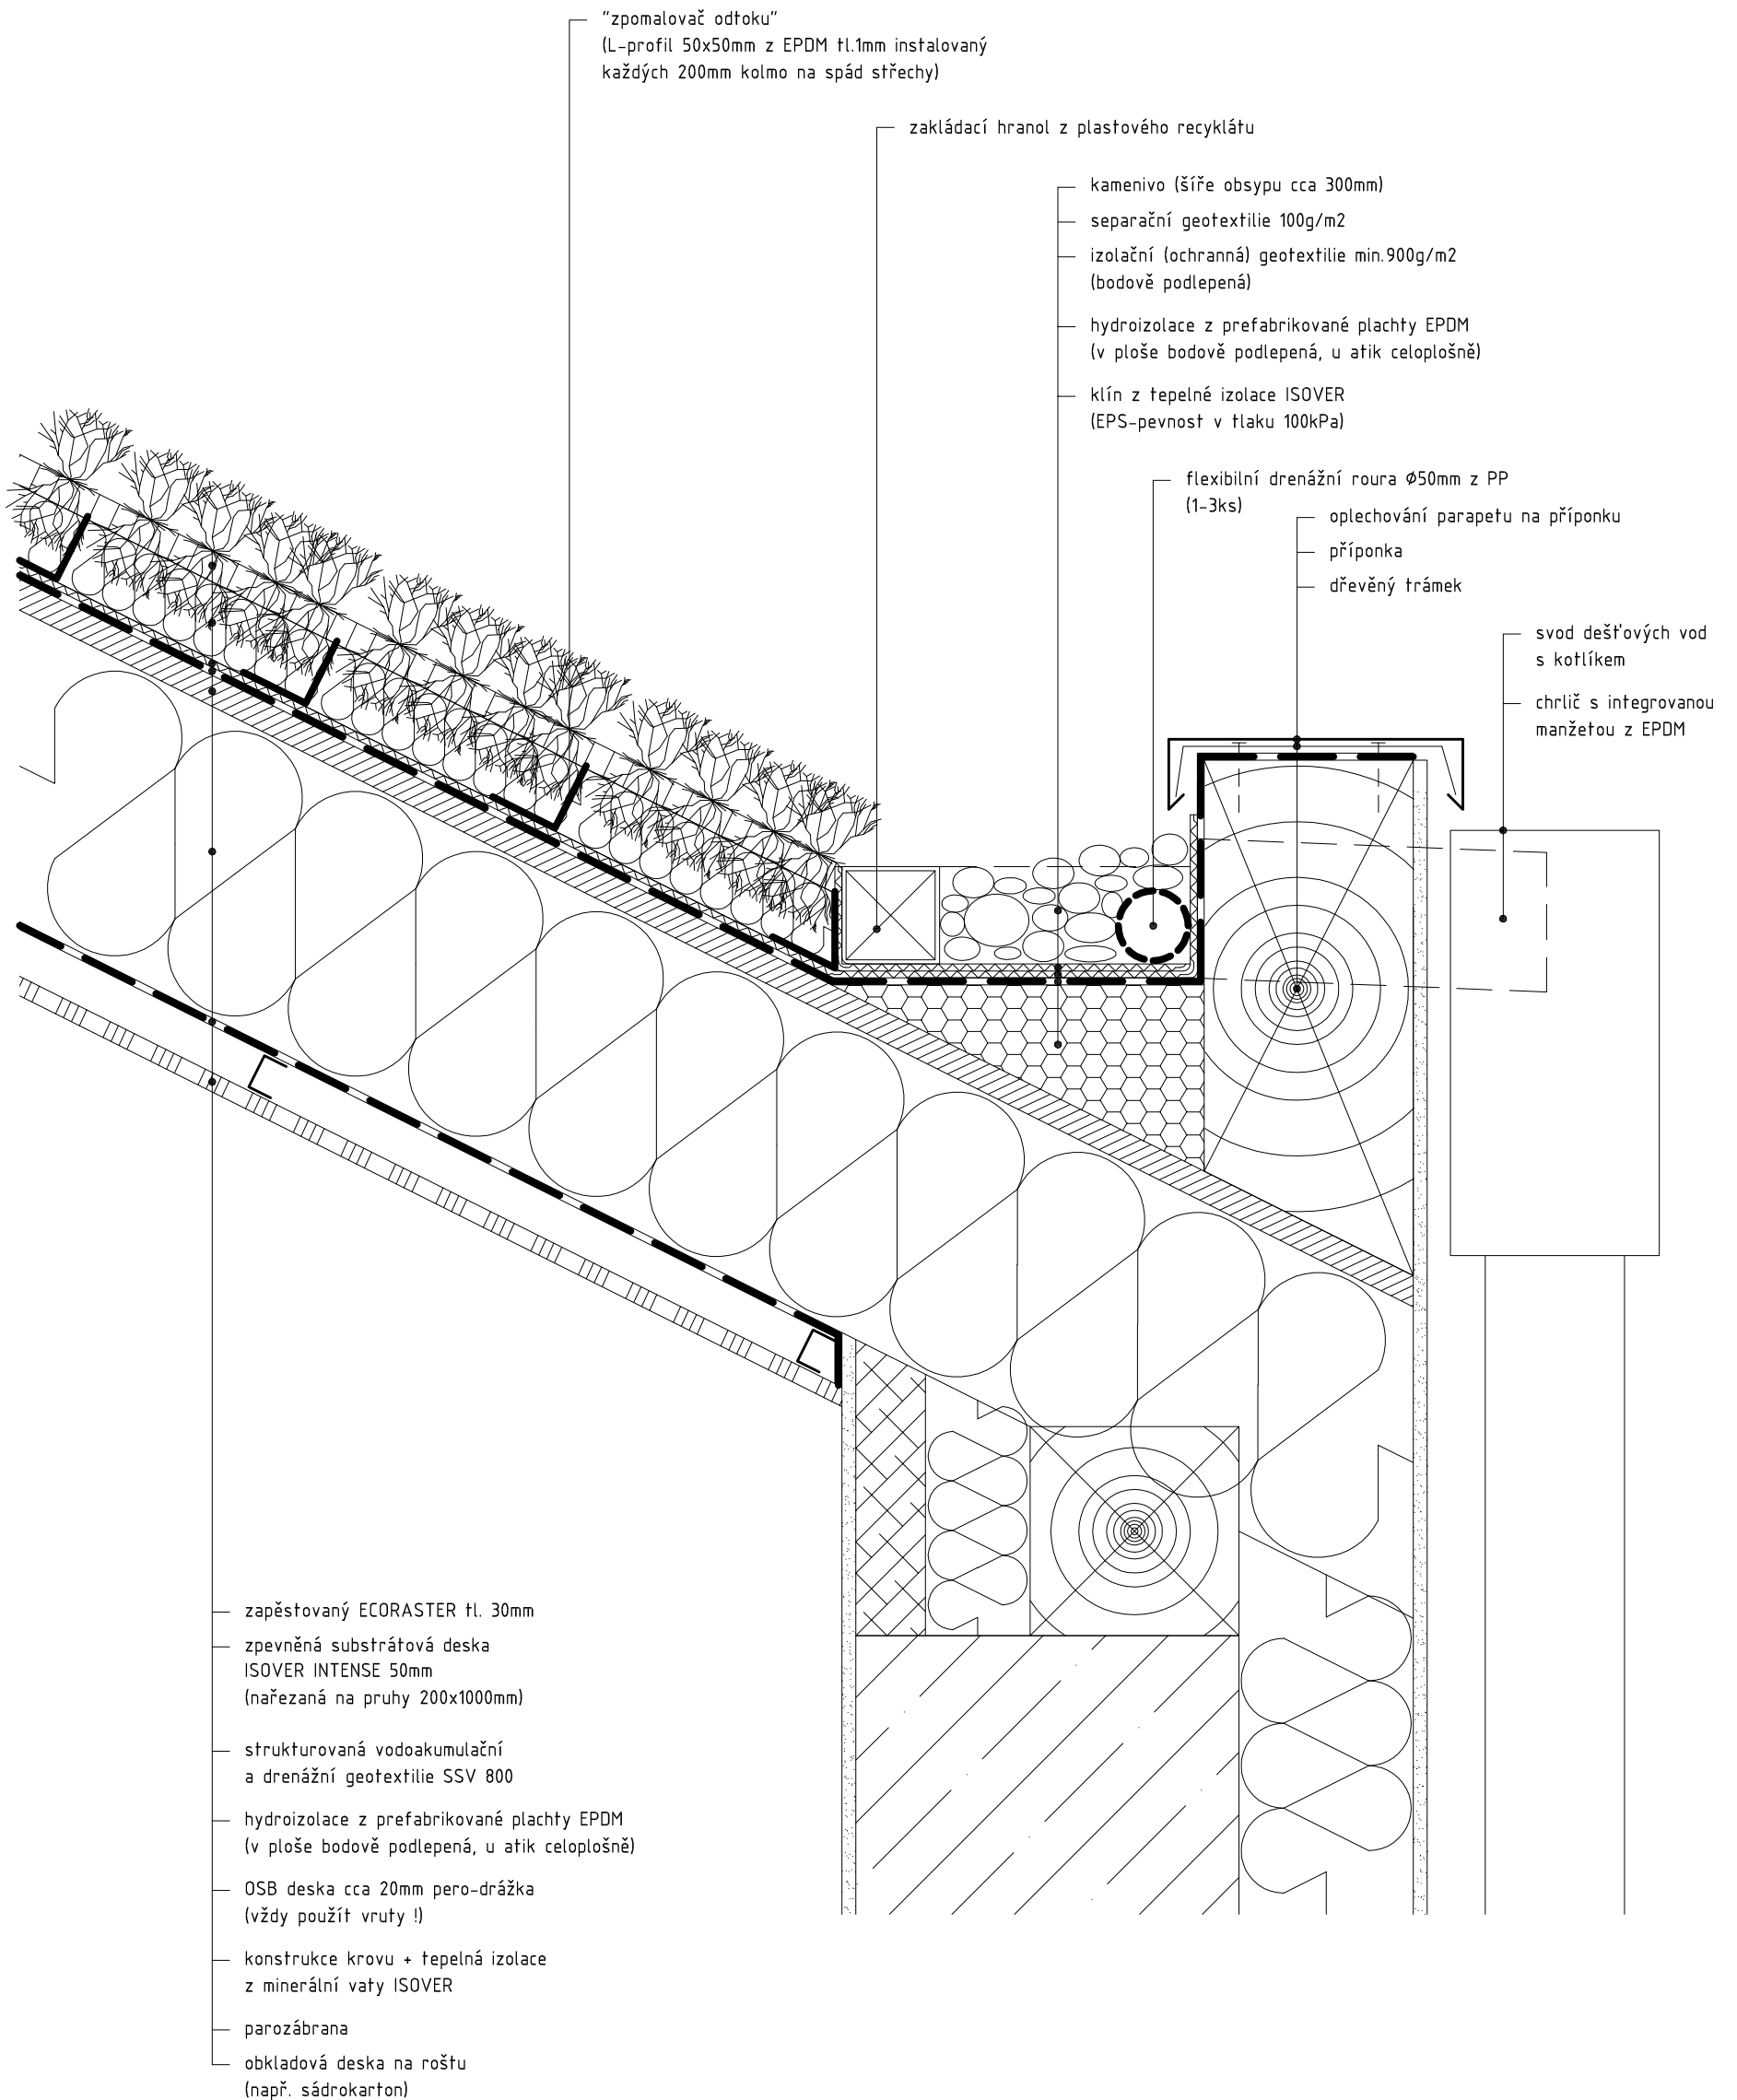 "zpomalovač odtoku"
(L-profil 50x50mm z EPDM tl.1mm instalovaný
každých 200mm kolmo na spád střechy)
zakládací hranol z plastového recyklátu
kamenivo (šíře obsypu cca 300mm)
separační geotextilie 100g/m2
izolační (ochranná) geotextilie min.900g/m2
(bodově podlepená)
hydroizolace z prefabrikované plachty EPDM
(v ploše bodově podlepená, u atik celoplošně)
klín z tepelné izolace ISOVER
(EPS-pevnost v tlaku 100kPa)
flexibilní drenážní roura Ø50mm z PP
(1-3ks)
oplechování parapetu na příponku
příponka
dřevěný trámek
svod dešťových vod
s kotlíkem
chrlič s integrovanou
manžetou z EPDM
zapěstovaný ECORASTER tl. 30mm
zpevněná substrátová deska
ISOVER INTENSE 50mm
(nařezaná na pruhy 200x1000mm)
strukturovaná vodoakumulační
a drenážní geotextilie SSV 800
hydroizolace z prefabrikované plachty EPDM
(v ploše bodově podlepená, u atik celoplošně)
OSB deska cca 20mm pero-drážka
(vždy použít vruty !)
konstrukce krovu + tepelná izolace
z minerální vaty ISOVER
parozábrana
obkladová deska na roštu
(např. sádrokarton)